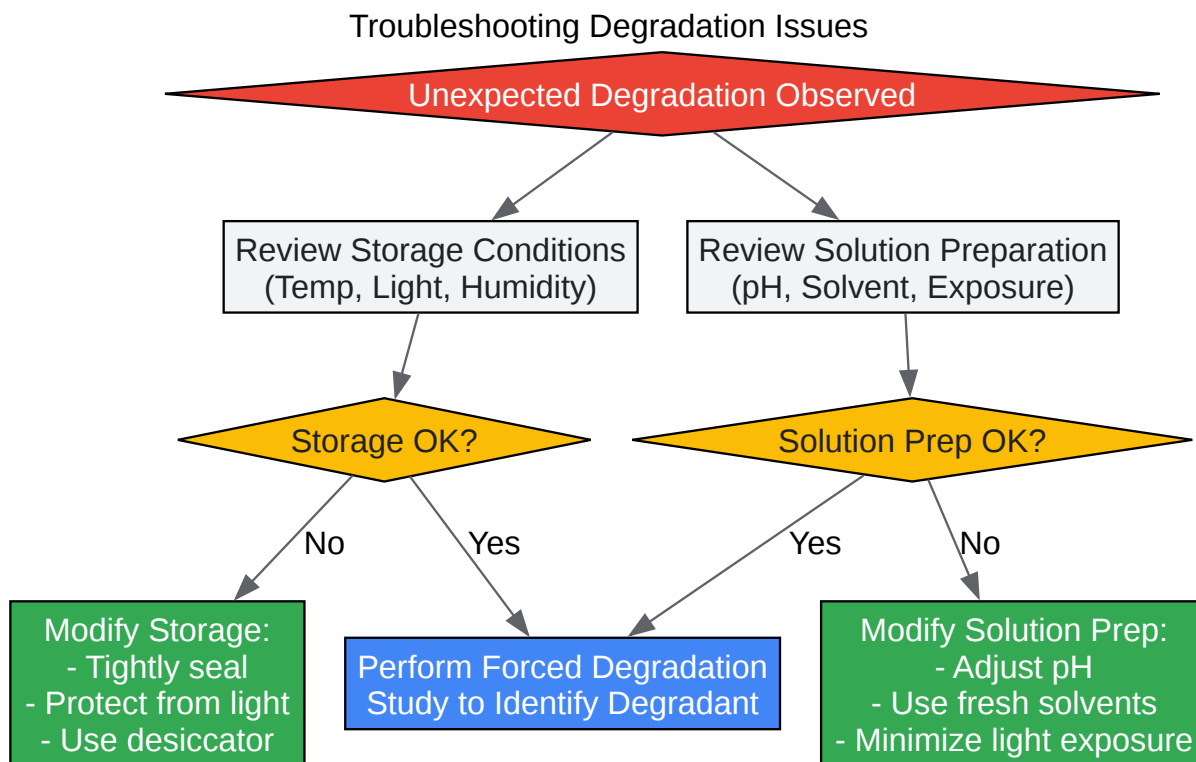 Troubleshooting Degradation Issues
Unexpected Degradation Observed
Review Storage Conditions
(Temp, Light, Humidity)
Review Solution Preparation
(pH, Solvent, Exposure)
Storage OK?
Solution Prep OK?
No
Yes
Yes
No
Modify Storage:
- Tightly seal
- Protect from light
- Use desiccator
Perform Forced Degradation
Study to Identify Degradant
Modify Solution Prep:
- Adjust pH
- Use fresh solvents
- Minimize light exposure